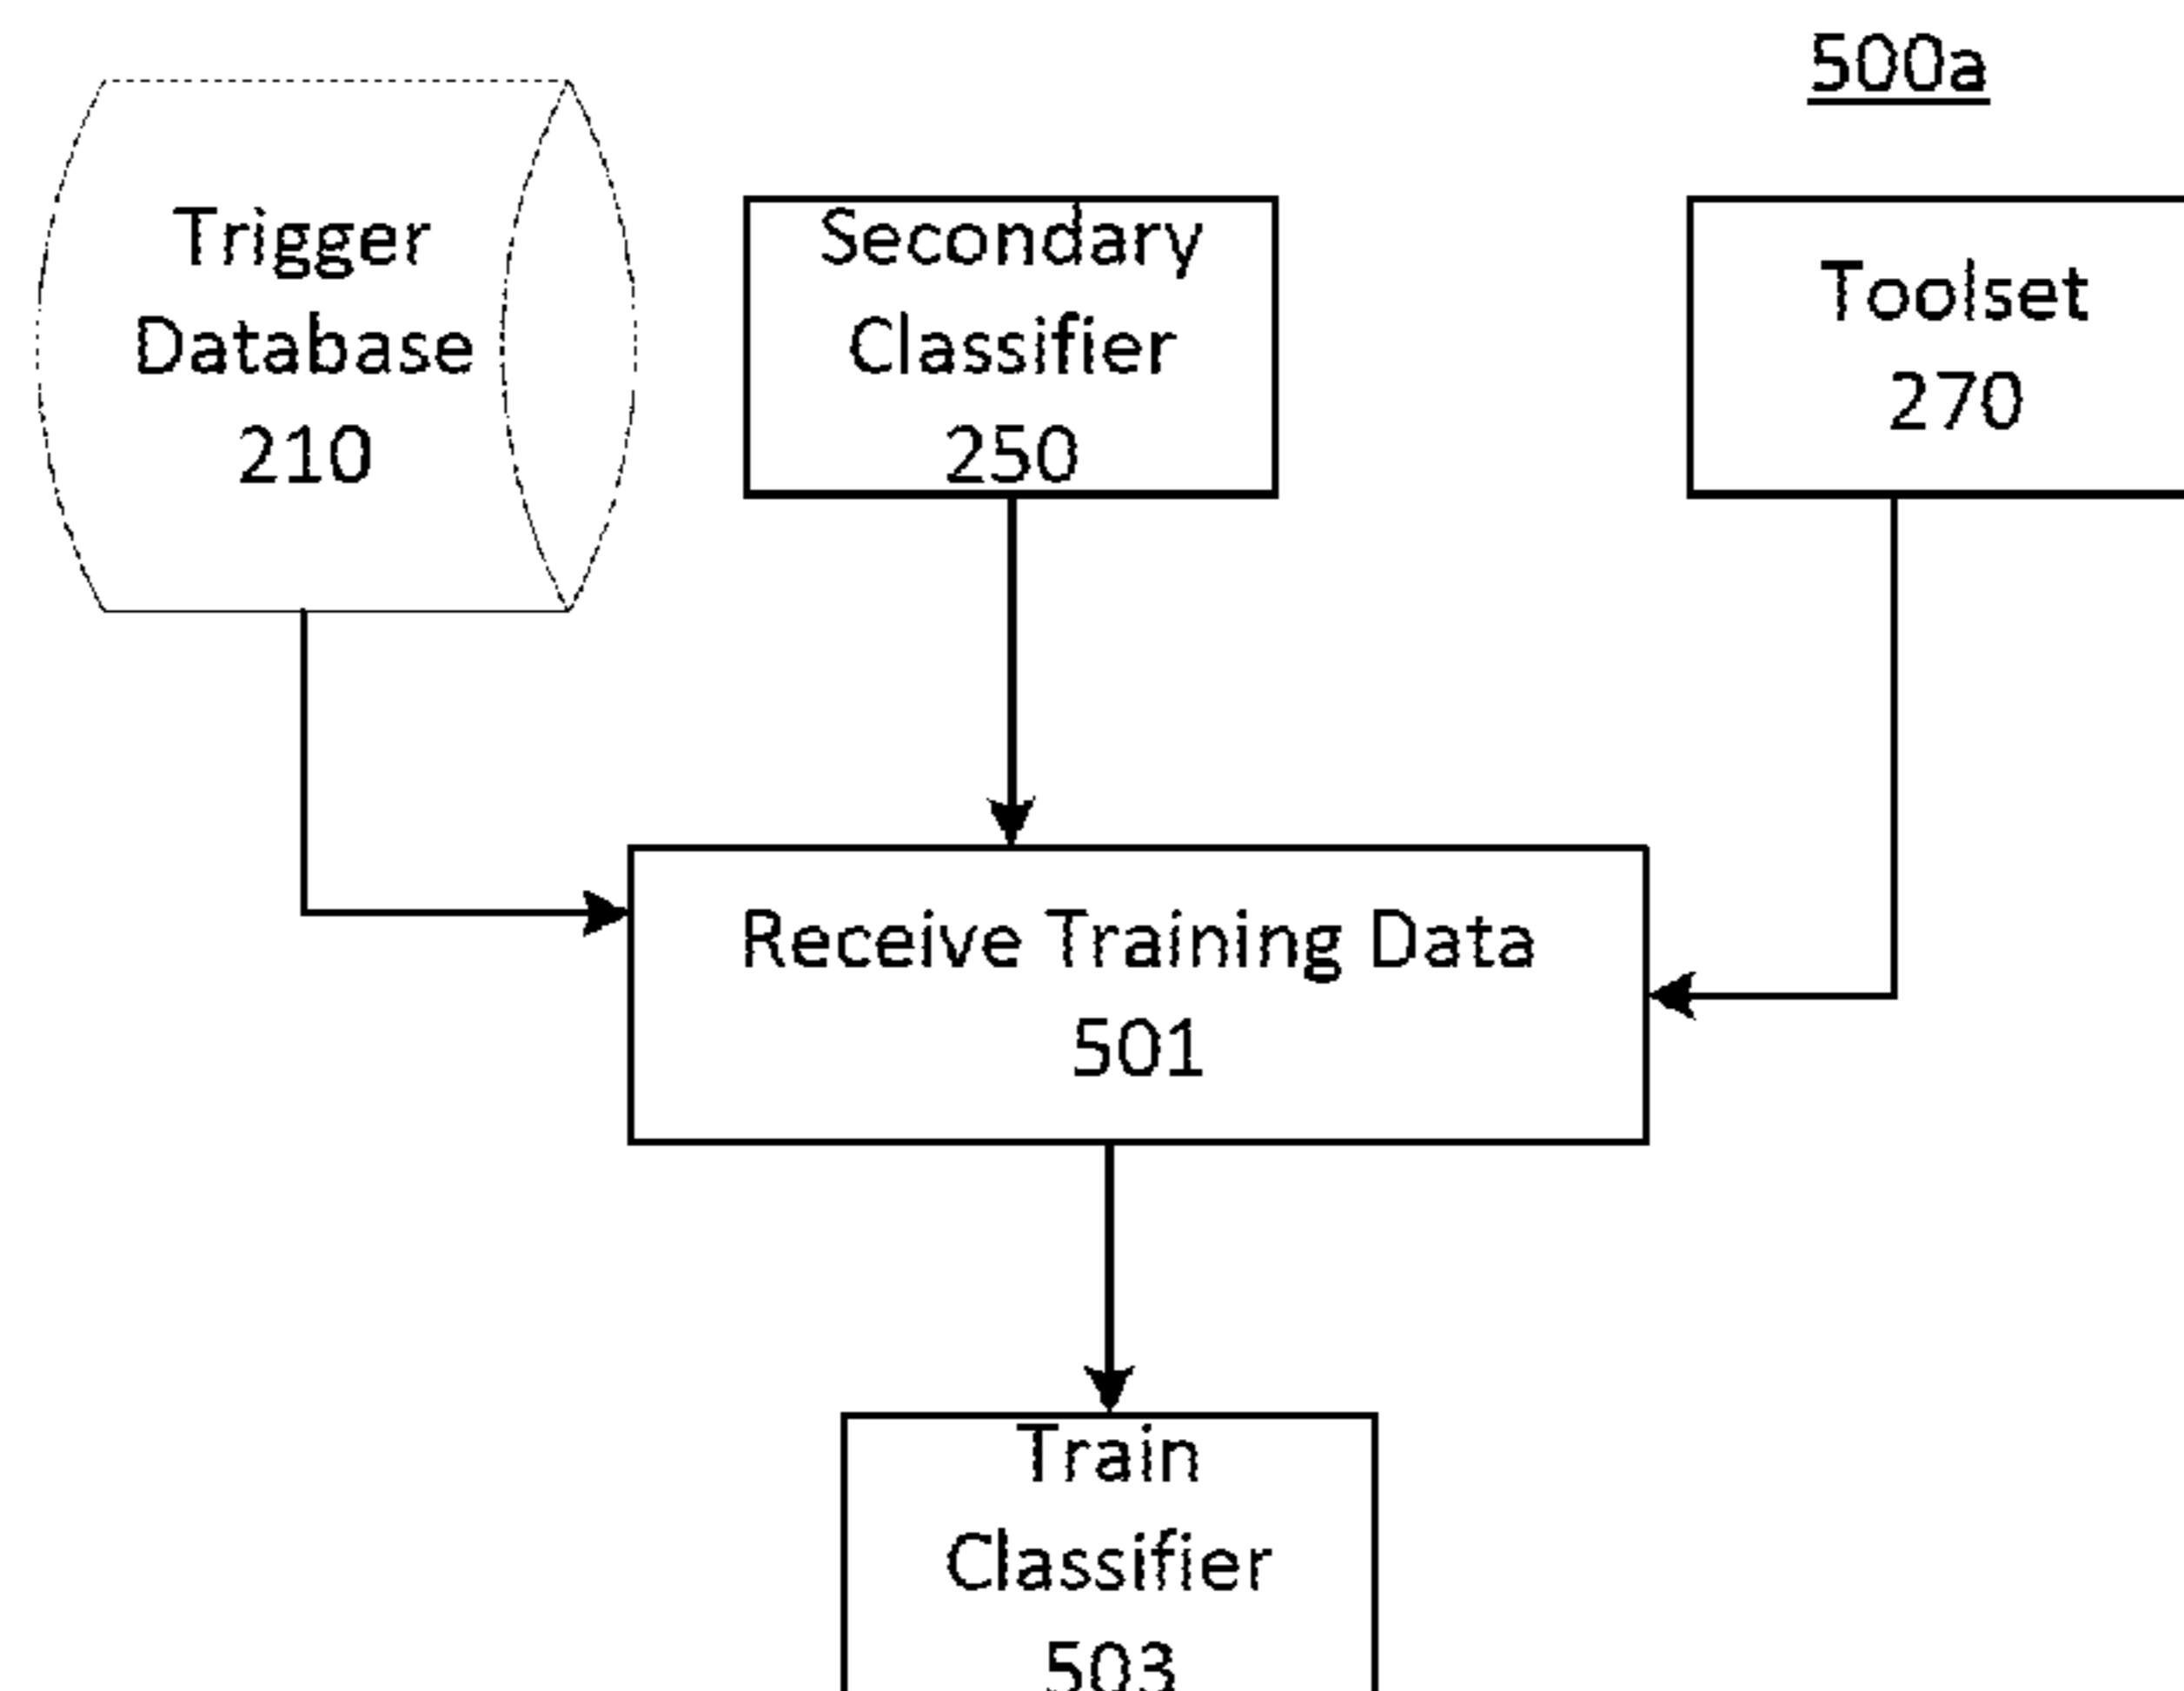 500a
Trigger
Database
210
Secondary
Classifier
250
Toolset
270
Receive Training Data
501
Train
Classifier
503